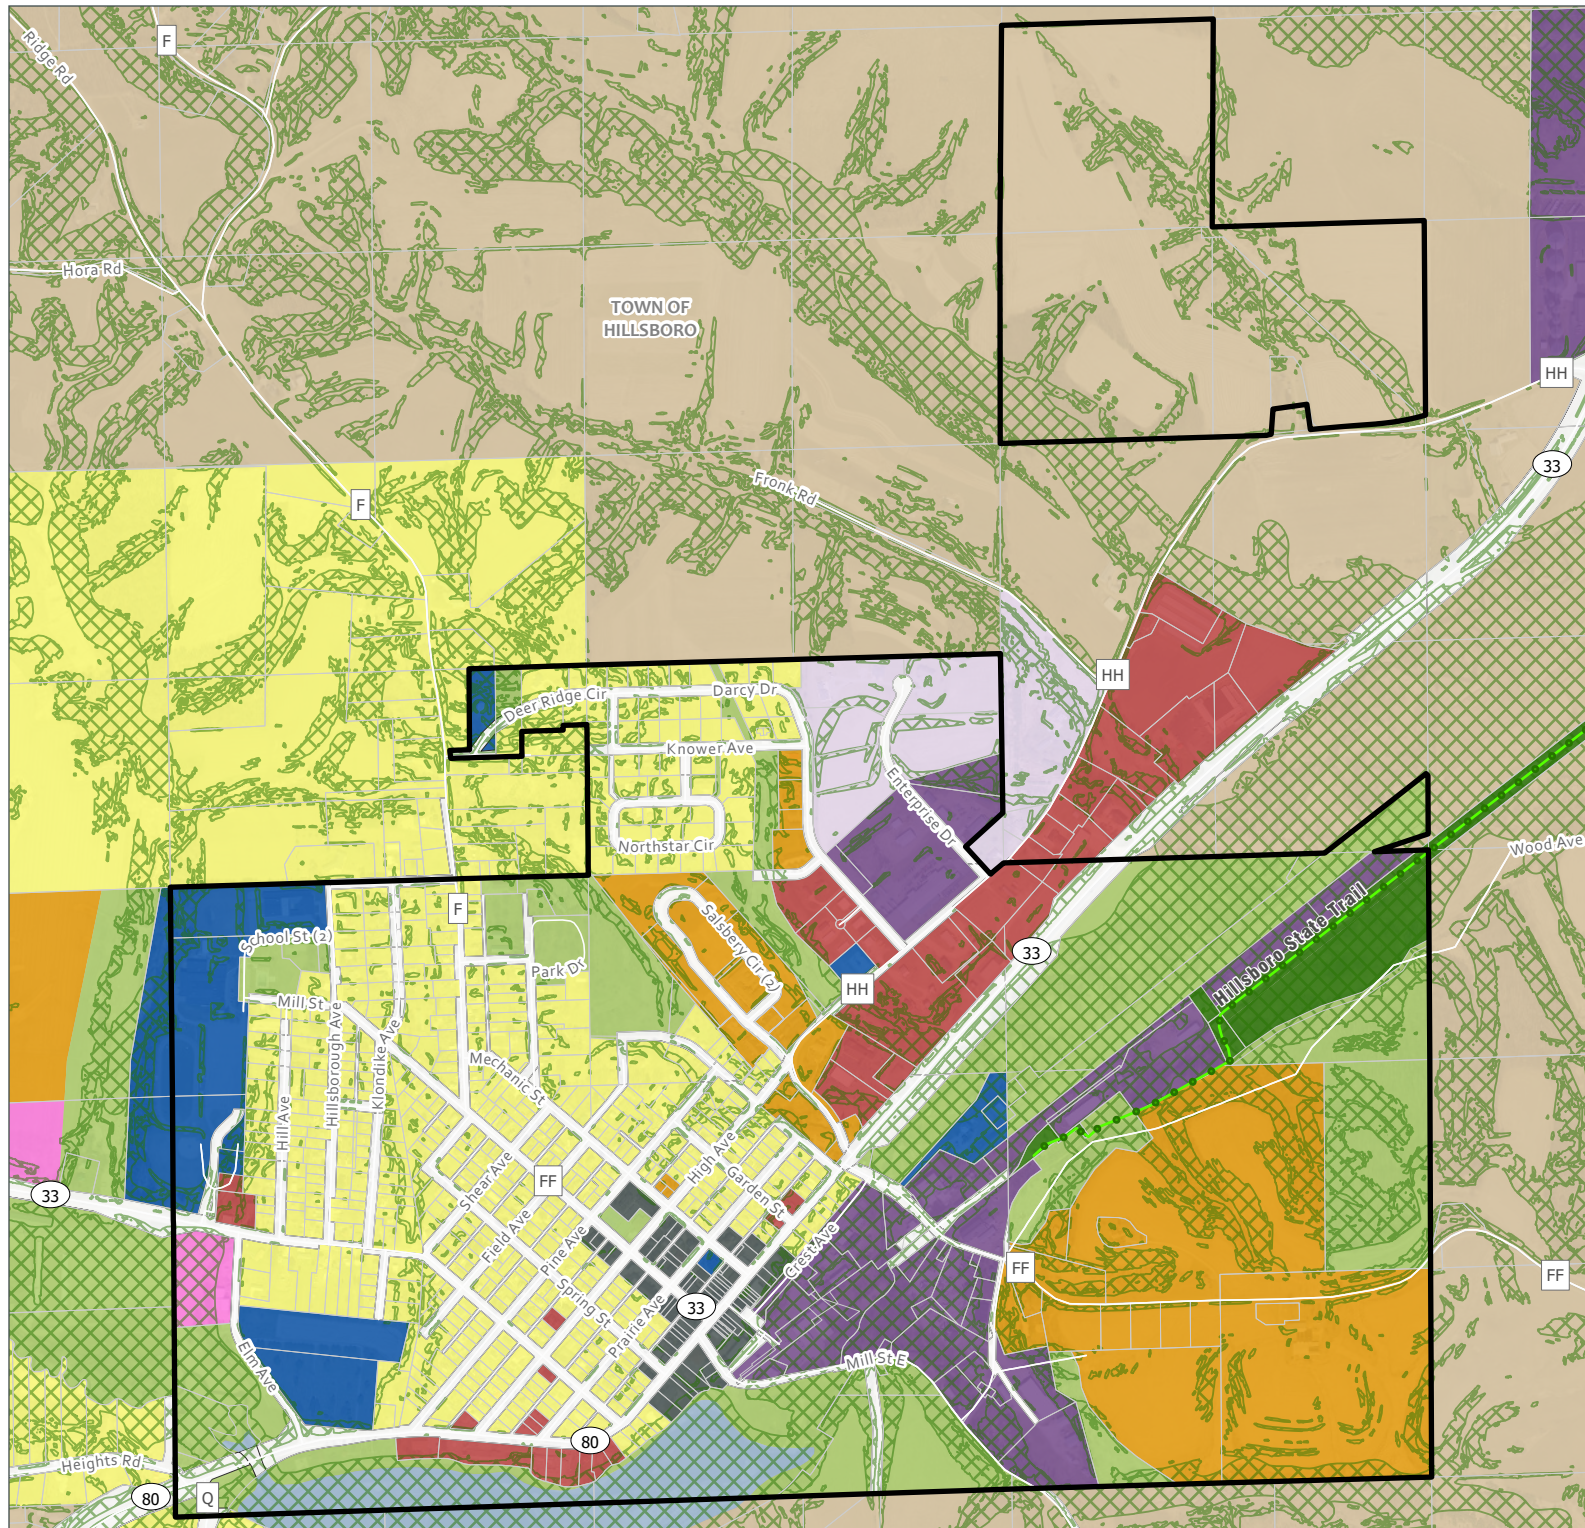 F
Ridge Rd
Hora Rd
TOWN OF
HILLSBORO
HH
33
F
Fronk Rd
HH
Deer Ridge Cir
Darcy Dr
Knower Ave
Enterprise Dr
Northstar Cir
Wood Ave
F
School St (2)
Park Dr
Salsbery Cir (2)
33
Hillsboro State Trail
HH
Mill St
Hillsborough Ave
Klondike Ave
Mechanic St
Hill Ave
33
FF
Shear Ave
High Ave
Garden St
Field Ave
Pine Ave
Crest Ave
FF
FF
Spring St
Prairie Ave
33
Elm Ave
Mill St E
80
Heights Rd
80
Q